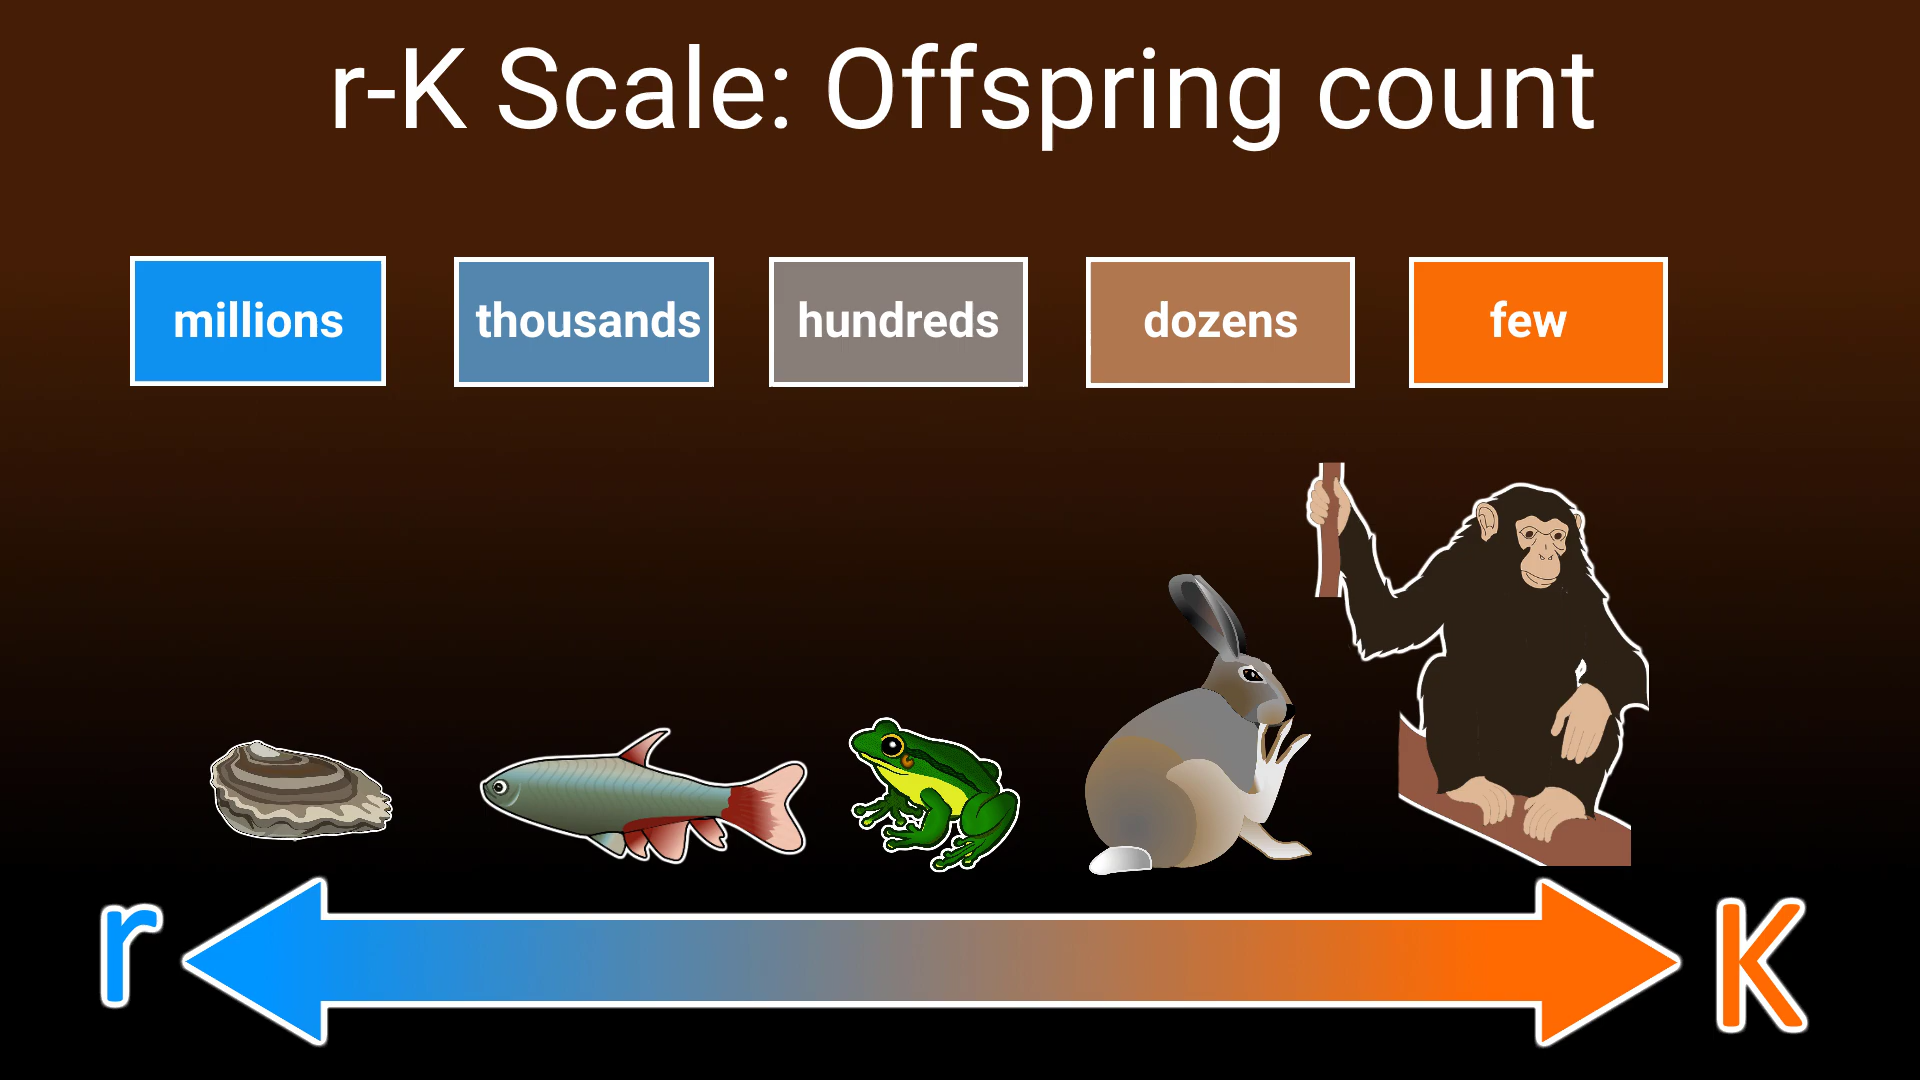 r-K Scale: Offspring count
millions thousands hundreds dozens few
r K